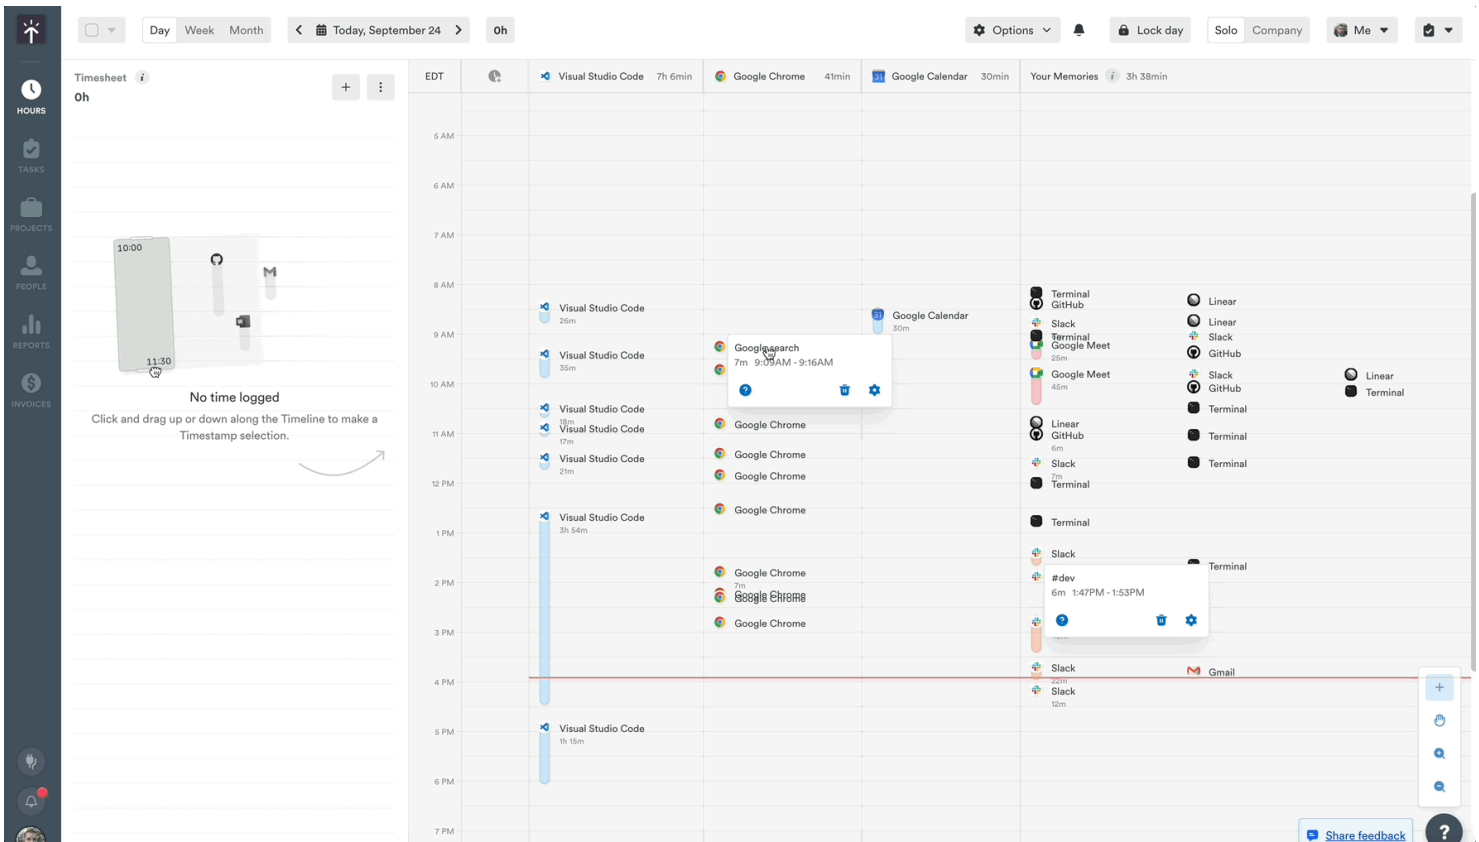 Day Week Month
Today, September 24
0h
Options
Lock day
Solo Company
Me
HOURS
TASKS
PROJECTS
PEOPLE
REPORTS
INVOICES
Timesheet i
0h
10:00
11:30
No time logged
Click and drag up or down along the Timeline to make a
Timestamp selection.
EDT
Visual Studio Code 7h 6min
Google Chrome 41min
Google Calendar 30min
Your Memories i 3h 38min
5 AM
6 AM
7 AM
8 AM
9 AM
10 AM
11 AM
12 PM
1 PM
2 PM
3 PM
4 PM
5 PM
6 PM
7 PM
Visual Studio Code
26m
Visual Studio Code
35m
Visual Studio Code
18m
Visual Studio Code
17m
Visual Studio Code
21m
Visual Studio Code
3h 54m
Visual Studio Code
1h 15m
Google search
7m 9:09AM - 9:16AM
Google Chrome
Google Chrome
Google Chrome
Google Chrome
Google Chrome
7m
Google Chrome
Google Chrome
Google Chrome
31
Google Calendar
30m
Terminal
GitHub
Slack
Terminal
Google Meet
25m
Google Meet
45m
Linear
GitHub
6m
Slack
7m
Terminal
Terminal
Slack
#dev
6m 1:47PM - 1:53PM
Slack
22m
Slack
12m
Linear
Linear
Slack
GitHub
Slack
GitHub
Terminal
Terminal
Terminal
Terminal
Gmail
Linear
Terminal
Share feedback
?